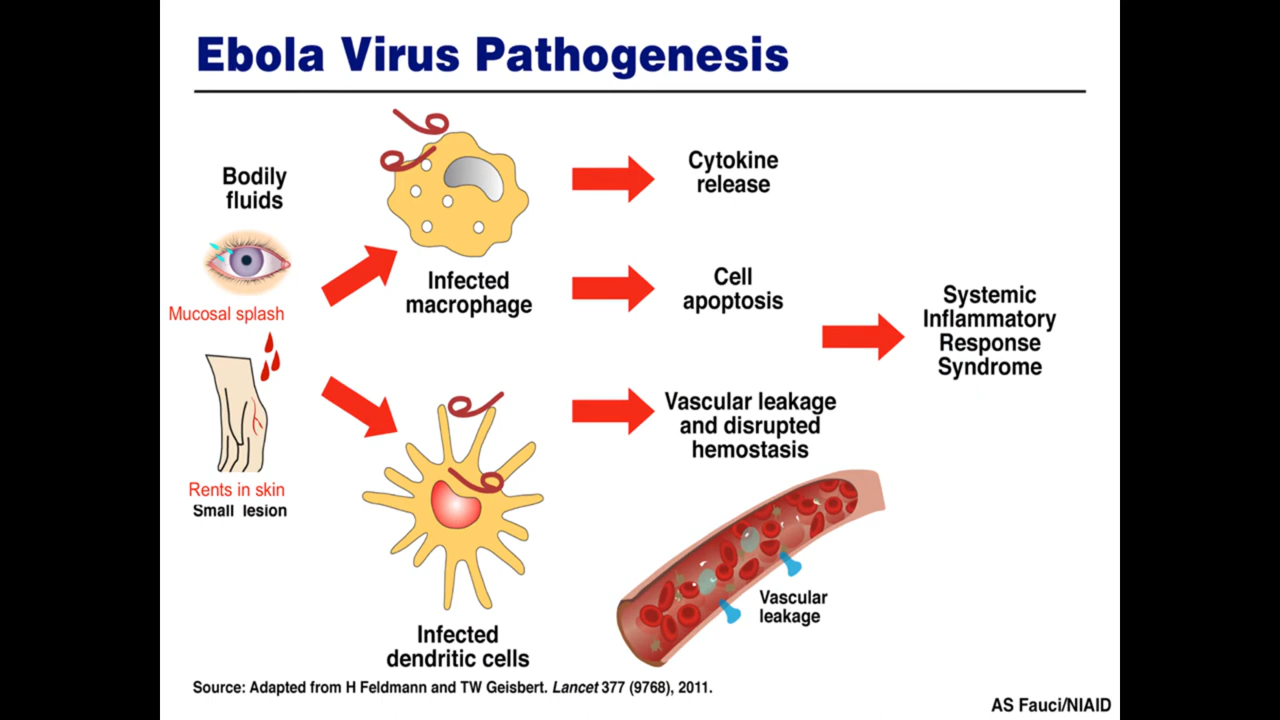 Ebola Virus Pathogenesis
Bodily
fluids
Mucosal splash
Rents in skin
Small lesion
Infected
macrophage
Infected
dendritic cells
Cytokine
release
Cell
apoptosis
Vascular leakage
and disrupted
hemostasis
Vascular
leakage
Systemic
Inflammatory
Response
Syndrome
Source: Adapted from H Feldmann and TW Geisbert. Lancet 377 (9768), 2011.
AS Fauci/NIAID